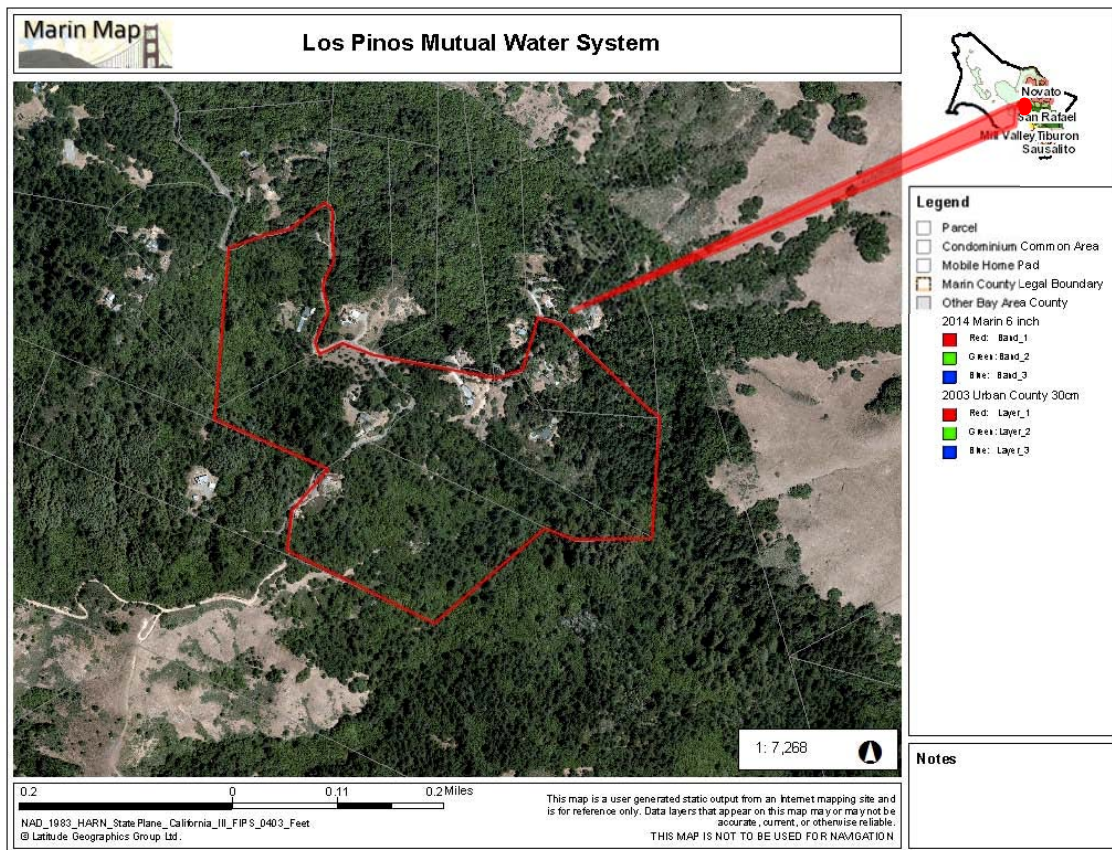 Marin Map
Los Pinos Mutual Water System
Novato
San Rafael
Mill Valley Tiburon
Sausalito
Legend
Parcel
Condominium Common Area
Mobile Home Pad
Marin County Legal Boundary
Other Bay Area County
2014 Marin 6 inch
Red: Band_1
Green: Band_2
Blue: Band_3
2003 Urban County 30cm
Red: Layer_1
Green: Layer_2
Blue: Layer_3
1: 7,268
Notes
0.2 0 0.11 0.2 Miles
NAD_1983_HARN_StatePlane_California_III_FIPS_0403_Feet
© Latitude Geographics Group Ltd.
This map is a user generated static output from an Internet mapping site and
is for reference only. Data layers that appear on this map may or may not be
accurate, current, or otherwise reliable.
THIS MAP IS NOT TO BE USED FOR NAVIGATION